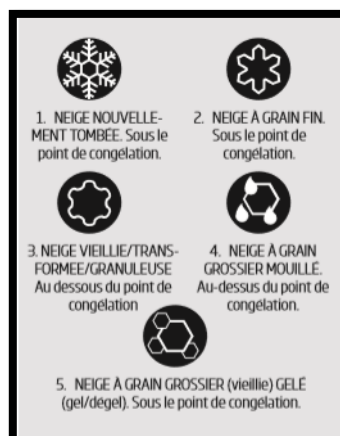 1. NEIGE NOUVELLE-
MENT TOMBÉE. Sous le
point de congélation.
2. NEIGE À GRAIN FIN.
Sous le point de
congélation.
3. NEIGE VIEILLIE/TRANS-
FORMEE/GRANULEUSE
Au dessous du point de
congélation
4. NEIGE À GRAIN
GROSSIER MOUILLÉ.
Au-dessus du point de
congélation.
5. NEIGE À GRAIN GROSSIER (vieillie) GELÉ
(gel/dégel). Sous le point de congélation.